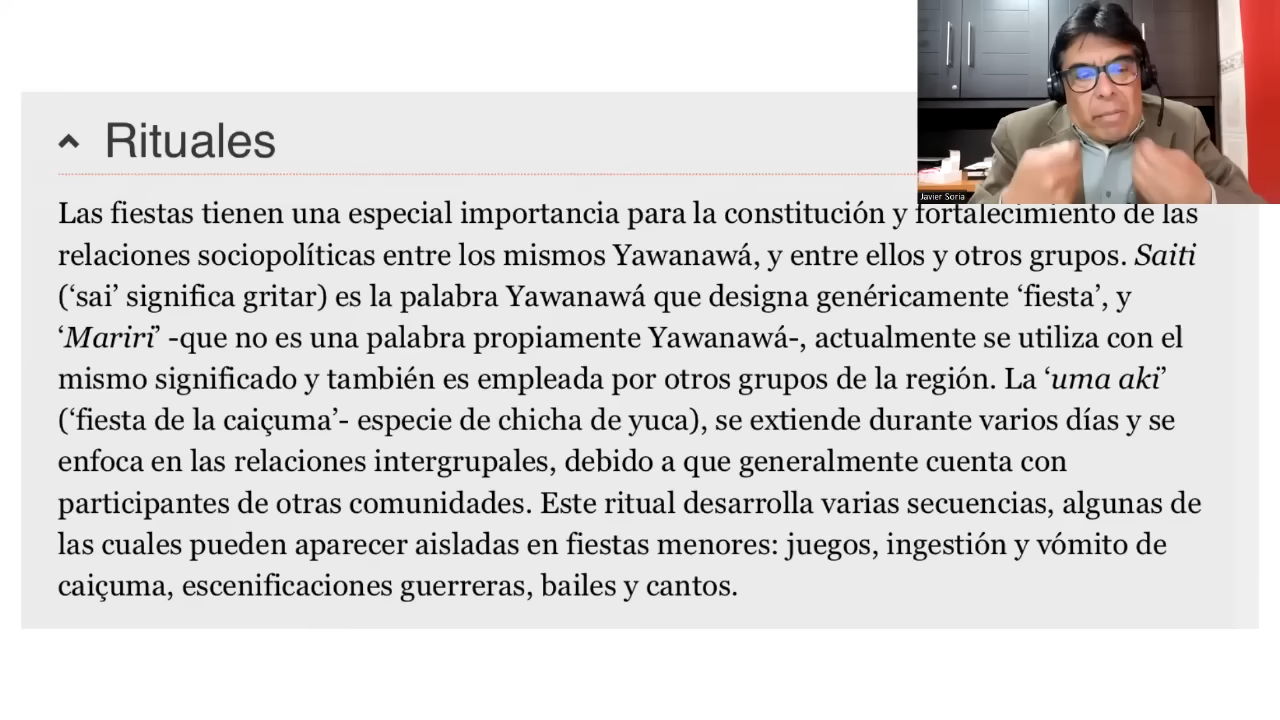 Rituales
Javier Soria
Las fiestas tienen una especial importancia para la constitución y fortalecimiento de las
relaciones sociopolíticas entre los mismos Yawanawá, y entre ellos y otros grupos. Saiti
(‘sai’ significa gritar) es la palabra Yawanawá que designa genéricamente ‘fiesta’, y
‘Mariri’ -que no es una palabra propiamente Yawanawá-, actualmente se utiliza con el
mismo significado y también es empleada por otros grupos de la región. La ‘uma aki’
(‘fiesta de la caiçuma’- especie de chicha de yuca), se extiende durante varios días y se
enfoca en las relaciones intergrupales, debido a que generalmente cuenta con
participantes de otras comunidades. Este ritual desarrolla varias secuencias, algunas de
las cuales pueden aparecer aisladas en fiestas menores: juegos, ingestión y vómito de
caiçuma, escenificaciones guerreras, bailes y cantos.